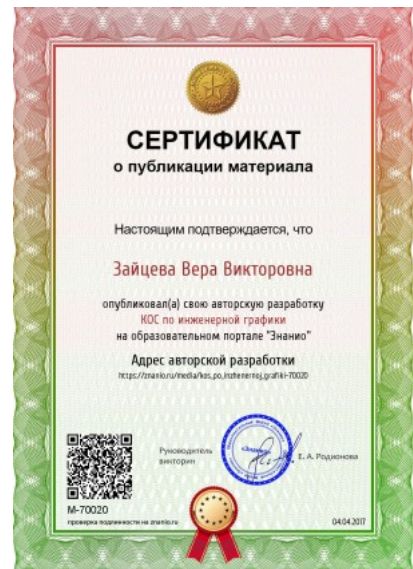 СЕРТИФИКАТ
о публикации материала
Настоящим подтверждается, что
Зайцева Вера Викторовна
опубликовал(а) свою авторскую разработку
КОС по инженерной графики
на образовательном портале "Знанио"
Адрес авторской разработки
https://znanio.ru/media/kos_po_inzhenernoj_grafiki-70020
Руководитель
викторин
«Знанио»
Е. А. Родионова
М-70020
проверка подлинности на znanio.ru
04.04.2017